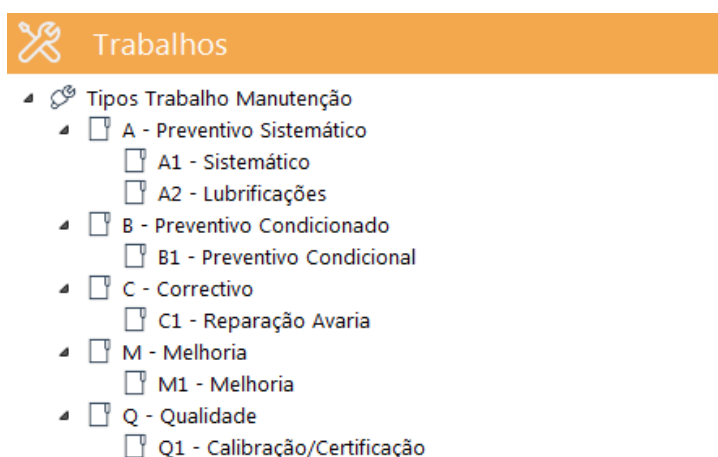 Trabalhos
Tipos Trabalho Manutenção
A - Preventivo Sistemático
A1 - Sistemático
A2 - Lubrificações
B - Preventivo Condicionado
B1 - Preventivo Condicional
C - Correctivo
C1 - Reparação Avaria
M - Melhoria
M1 - Melhoria
Q - Qualidade
Q1 - Calibração/Certificação